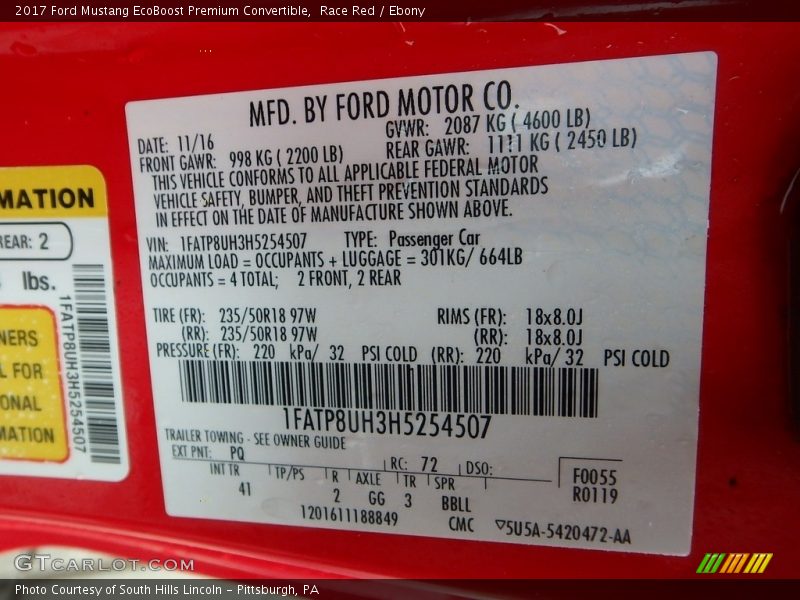 2017 Ford Mustang EcoBoost Premium Convertible,  Race Red / Ebony
MFD. BY FORD MOTOR CO.
DATE: 11/16 GVWR: 2087 KG ( 4600 LB)
FRONT GAWR: 998 KG ( 2200 LB) REAR GAWR: 1111 KG ( 2450 LB)
THIS VEHICLE CONFORMS TO ALL APPLICABLE FEDERAL MOTOR
VEHICLE SAFETY, BUMPER, AND THEFT PREVENTION STANDARDS
IN EFFECT ON THE DATE OF MANUFACTURE SHOWN ABOVE.
VIN: 1FATP8UH3H5254507 TYPE: Passenger Car
MAXIMUM LOAD = OCCUPANTS + LUGGAGE = 301KG/ 664LB
OCCUPANTS = 4 TOTAL; 2 FRONT, 2 REAR
TIRE (FR): 235/50R18 97W RIMS (FR): 18x8.0J
(RR): 235/50R18 97W (RR): 18x8.0J
PRESSURE (FR): 220 kPa/ 32 PSI COLD (RR): 220 kPa/ 32 PSI COLD
1FATP8UH3H5254507
TRAILER TOWING - SEE OWNER GUIDE
EXT PNT: PQ RC: 72 DSO: F0055
INT TR TP/PS R AXLE TR SPR R0119
41 2 GG 3 BBLL
1201611188849 CMC 5U5A-5420472-AA
MATION
REAR: 2
lbs.
1FATP8UH3H5254507
NERS
L FOR
ONAL
MATION
GTCarlot.com
Photo Courtesy of South Hills Lincoln - Pittsburgh, PA